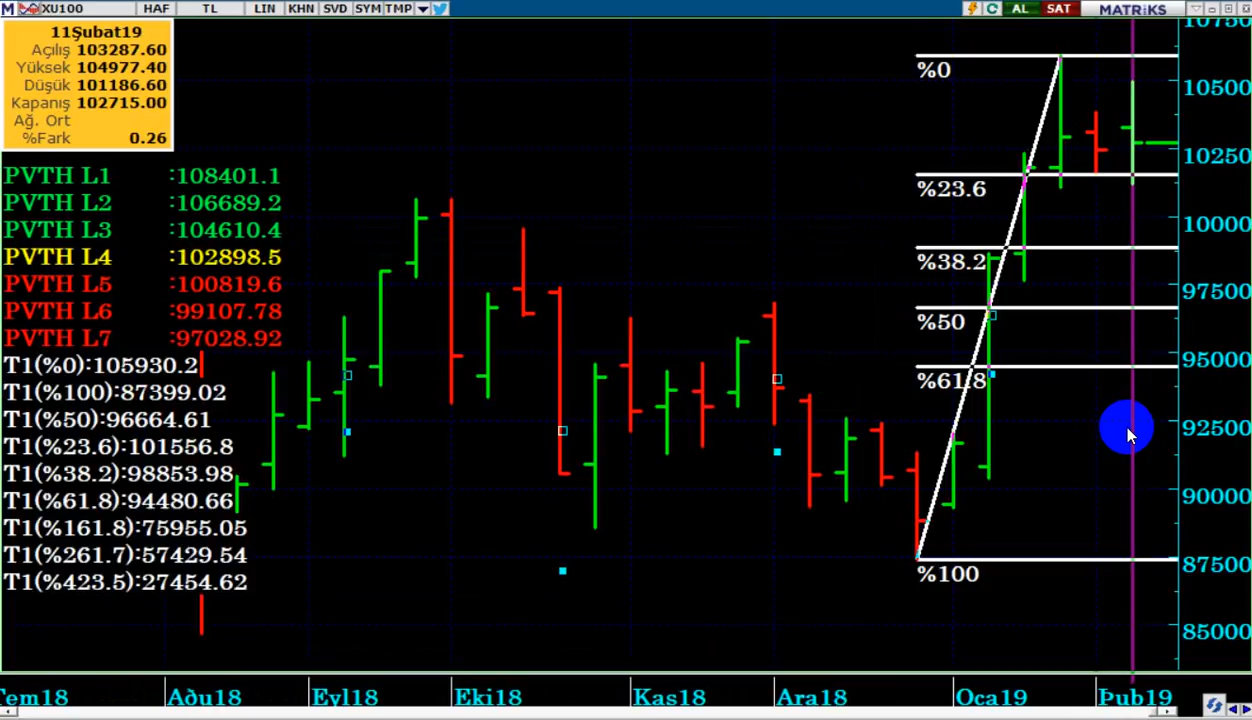 M XU100 HAF TL LIN KHN SVD SYM TMP AL SAT MATRiKS
11Şubat19
Açılış 103287.60
Yüksek 104977.40
Düşük 101186.60
Kapanış 102715.00
Ağ. Ort
%Fark 0.26
PVTH L1 :108401.1
PVTH L2 :106689.2
PVTH L3 :104610.4
PVTH L4 :102898.5
PVTH L5 :100819.6
PVTH L6 :99107.78
PVTH L7 :97028.92
T1(%0):105930.2
T1(%100):87399.02
T1(%50):96664.61
T1(%23.6):101556.8
T1(%38.2):98853.98
T1(%61.8):94480.66
T1(%161.8):75955.05
T1(%261.7):57429.54
T1(%423.5):27454.62
%0
%23.6
%38.2
%50
%61.8
%100
10750
10500
10250
10000
97500
95000
92500
90000
87500
85000
Tem18 Aðu18 Eyl18 Eki18 Kas18 Ara18 Oca19 Þub19